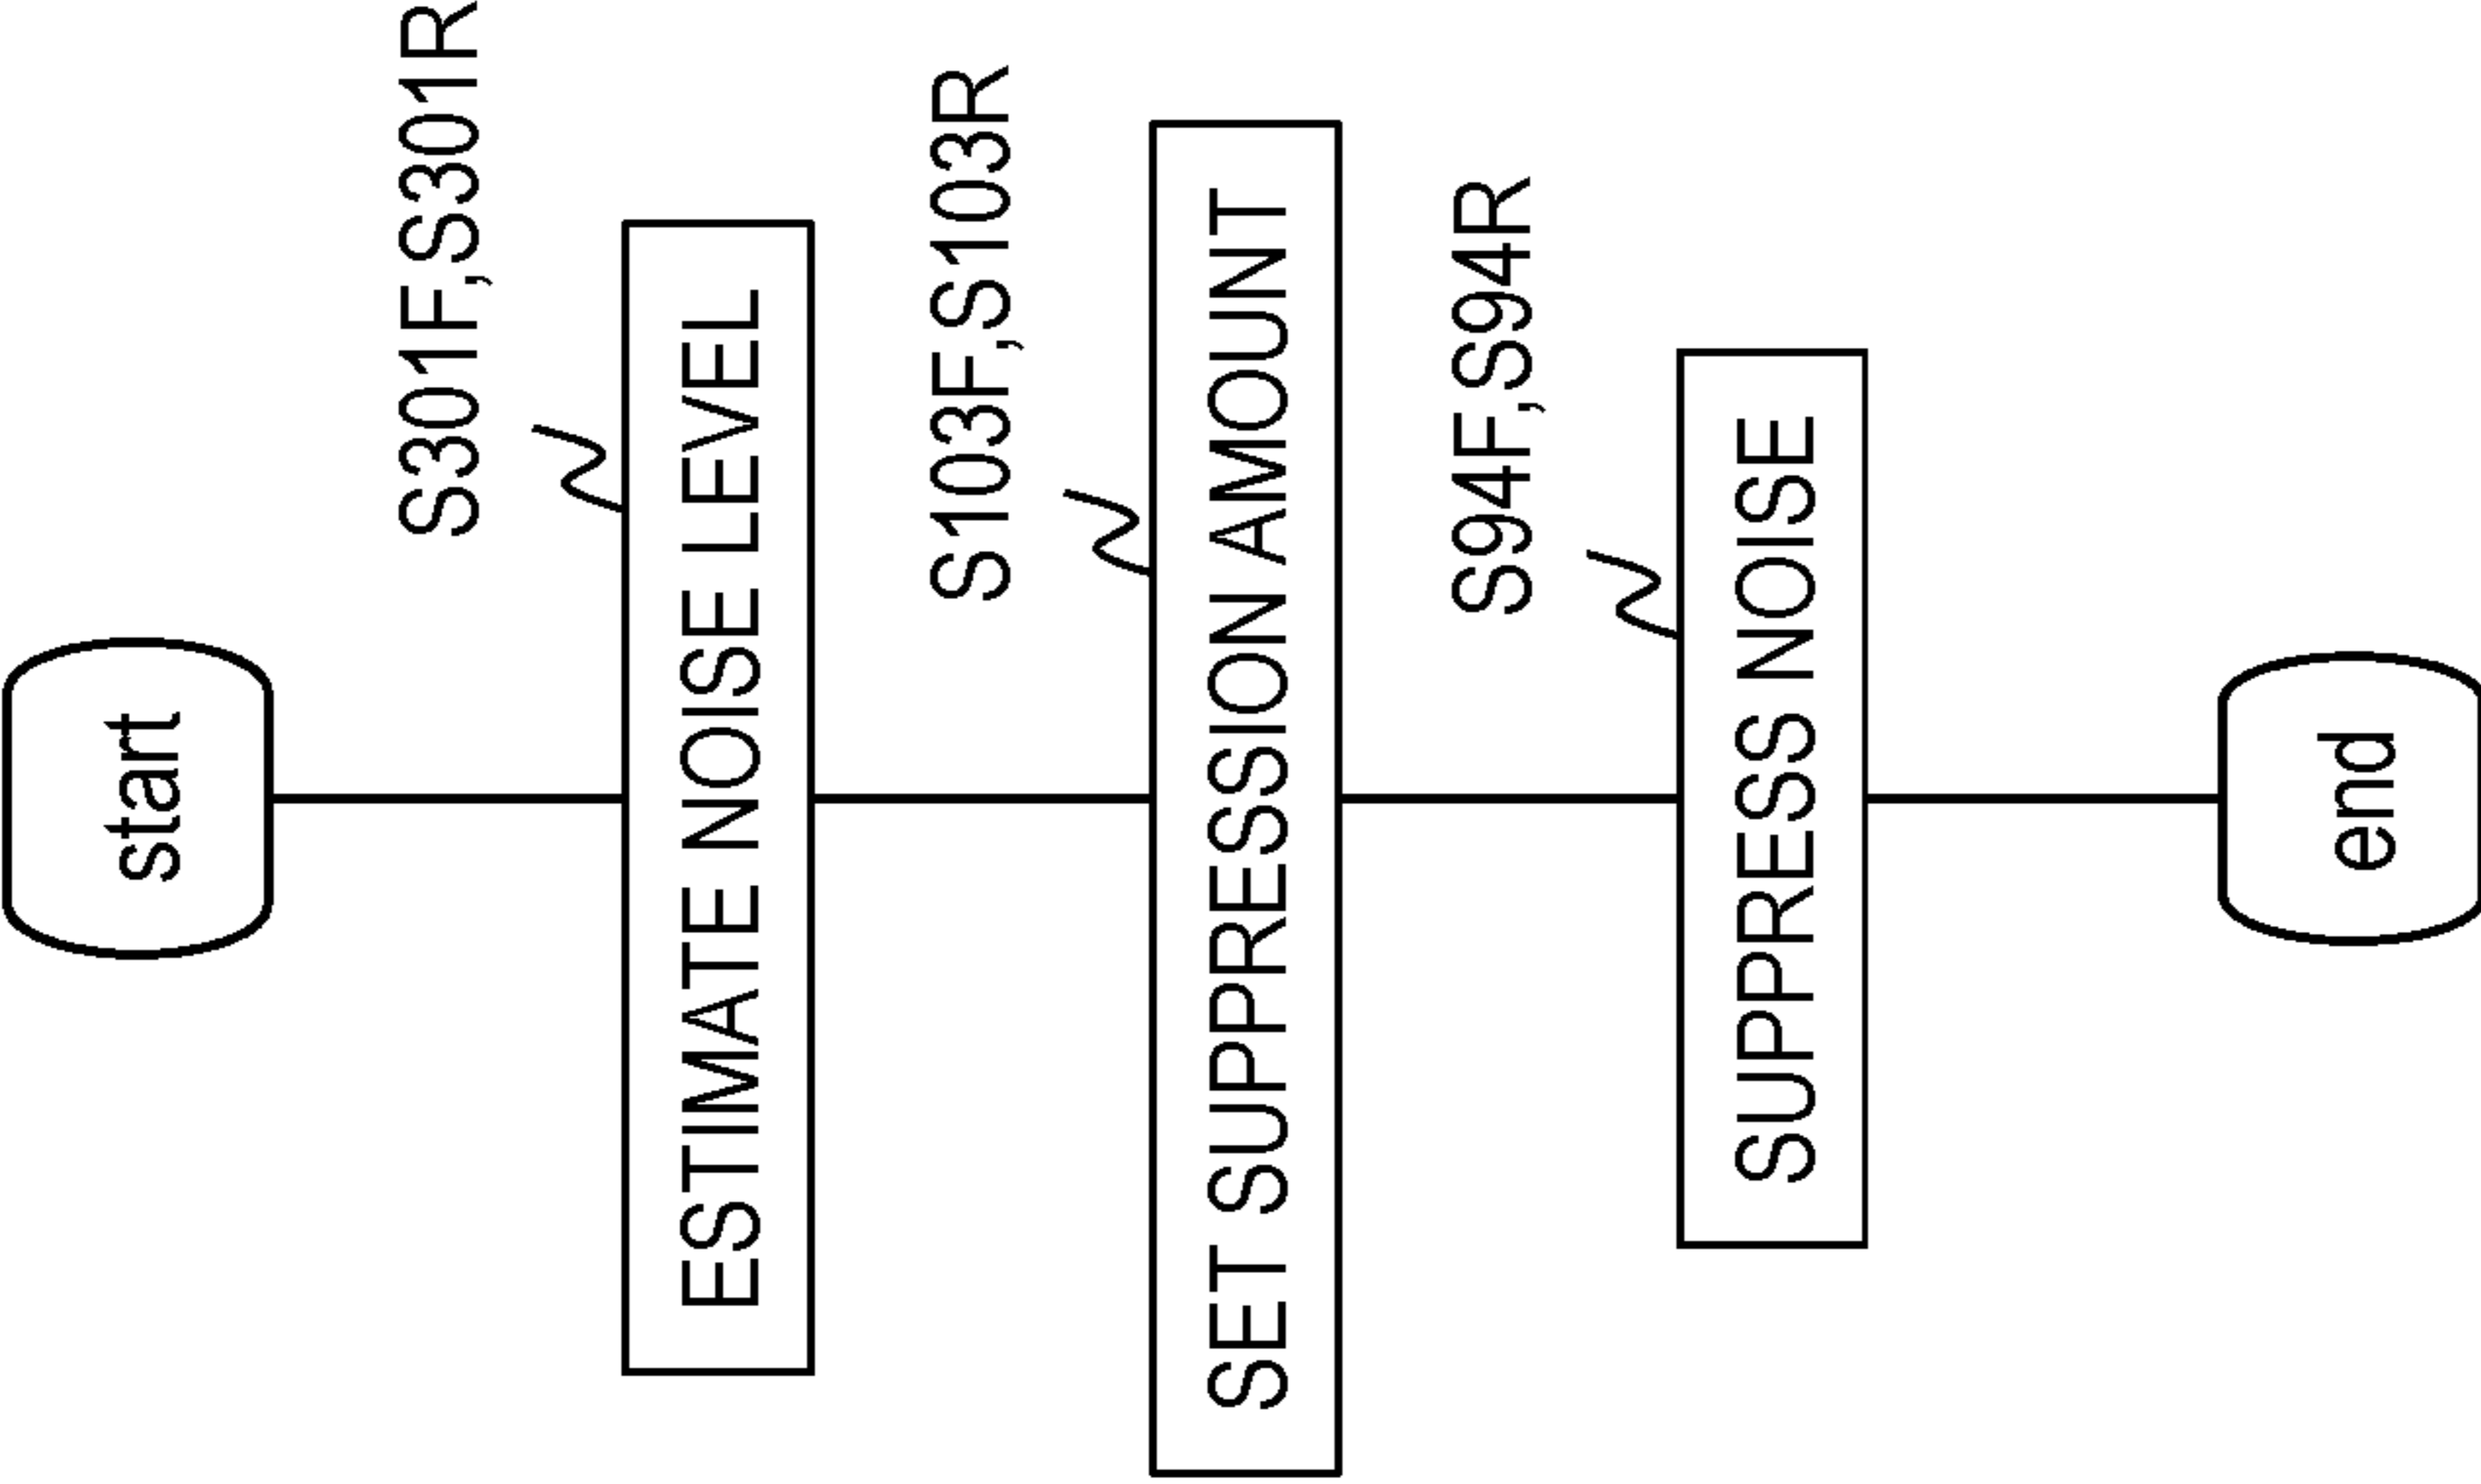 start
S301F,S301R
ESTIMATE NOISE LEVEL
S103F,S103R
SET SUPPRESSION AMOUNT
S94F,S94R
SUPPRESS NOISE
end